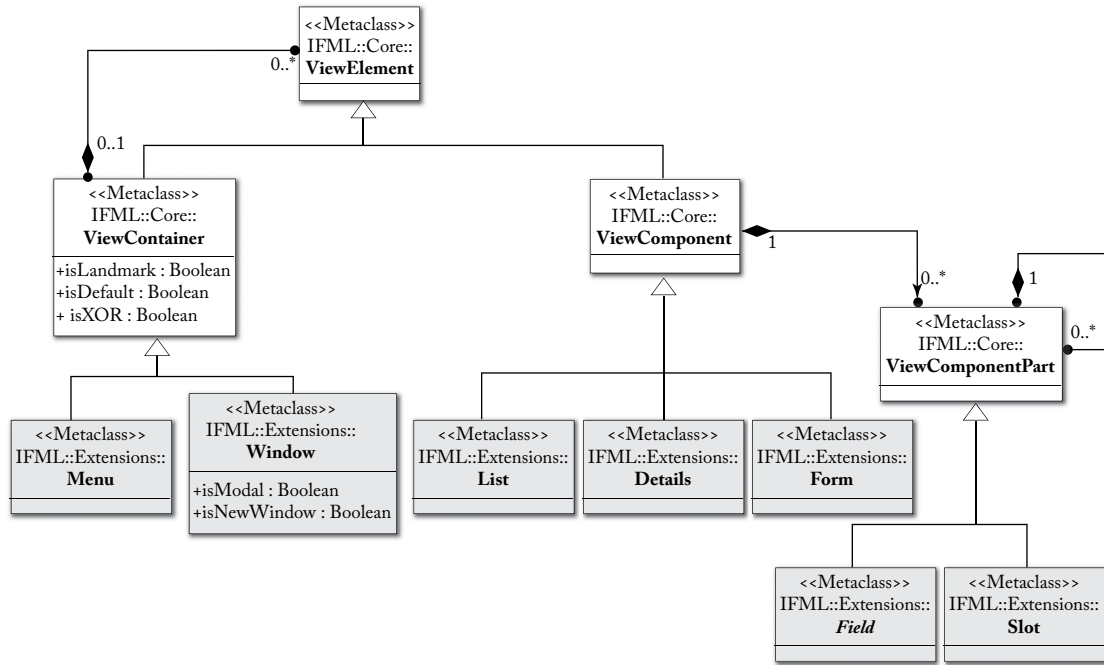 <<Metaclass>>
IFML::Core::
ViewElement
0..*
0..1
<<Metaclass>>
IFML::Core::
ViewContainer
+isLandmark : Boolean
+isDefault : Boolean
+ isXOR : Boolean
<<Metaclass>>
IFML::Core::
ViewComponent
1
0..*
1
0..*
<<Metaclass>>
IFML::Core::
ViewComponentPart
<<Metaclass>>
IFML::Extensions::
Menu
<<Metaclass>>
IFML::Extensions::
Window
+isModal : Boolean
+isNewWindow : Boolean
<<Metaclass>>
IFML::Extensions::
List
<<Metaclass>>
IFML::Extensions::
Details
<<Metaclass>>
IFML::Extensions::
Form
<<Metaclass>>
IFML::Extensions::
Field
<<Metaclass>>
IFML::Extensions::
Slot